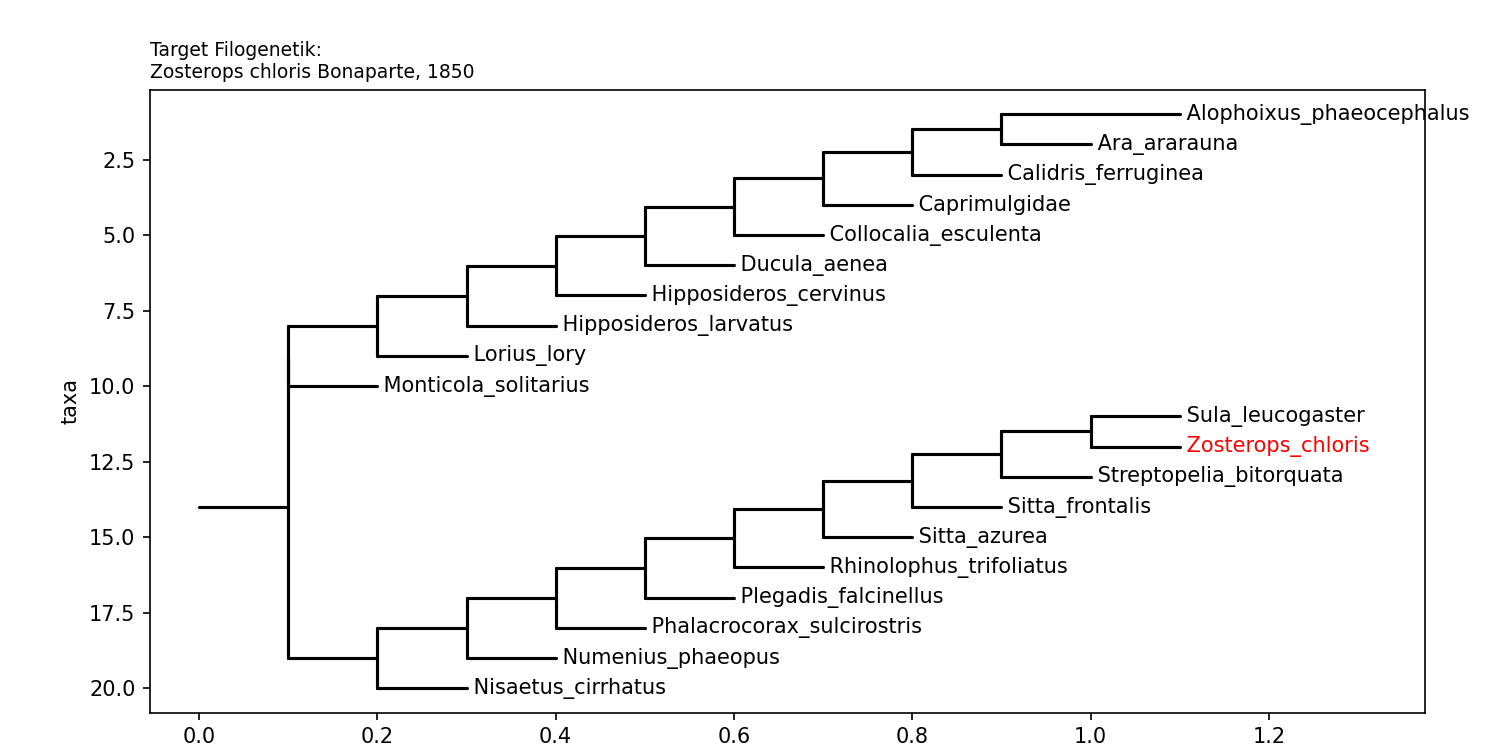 Target Filogenetik:
Zosterops chloris Bonaparte, 1850
Alophoixus_phaeocephalus
Ara_ararauna
2.5
Calidris_ferruginea
Caprimulgidae
5.0
Collocalia_esculenta
Ducula_aenea
Hipposideros_cervinus
7.5
Hipposideros_larvatus
Lorius_lory
taxa
10.0
Monticola_solitarius
Sula_leucogaster
Zosterops_chloris
12.5
Streptopelia_bitorquata
Sitta_frontalis
15.0
Sitta_azurea
Rhinolophus_trifoliatus
Plegadis_falcinellus
17.5
Phalacrocorax_sulcirostris
Numenius_phaeopus
20.0
Nisaetus_cirrhatus
0.0 0.2 0.4 0.6 0.8 1.0 1.2